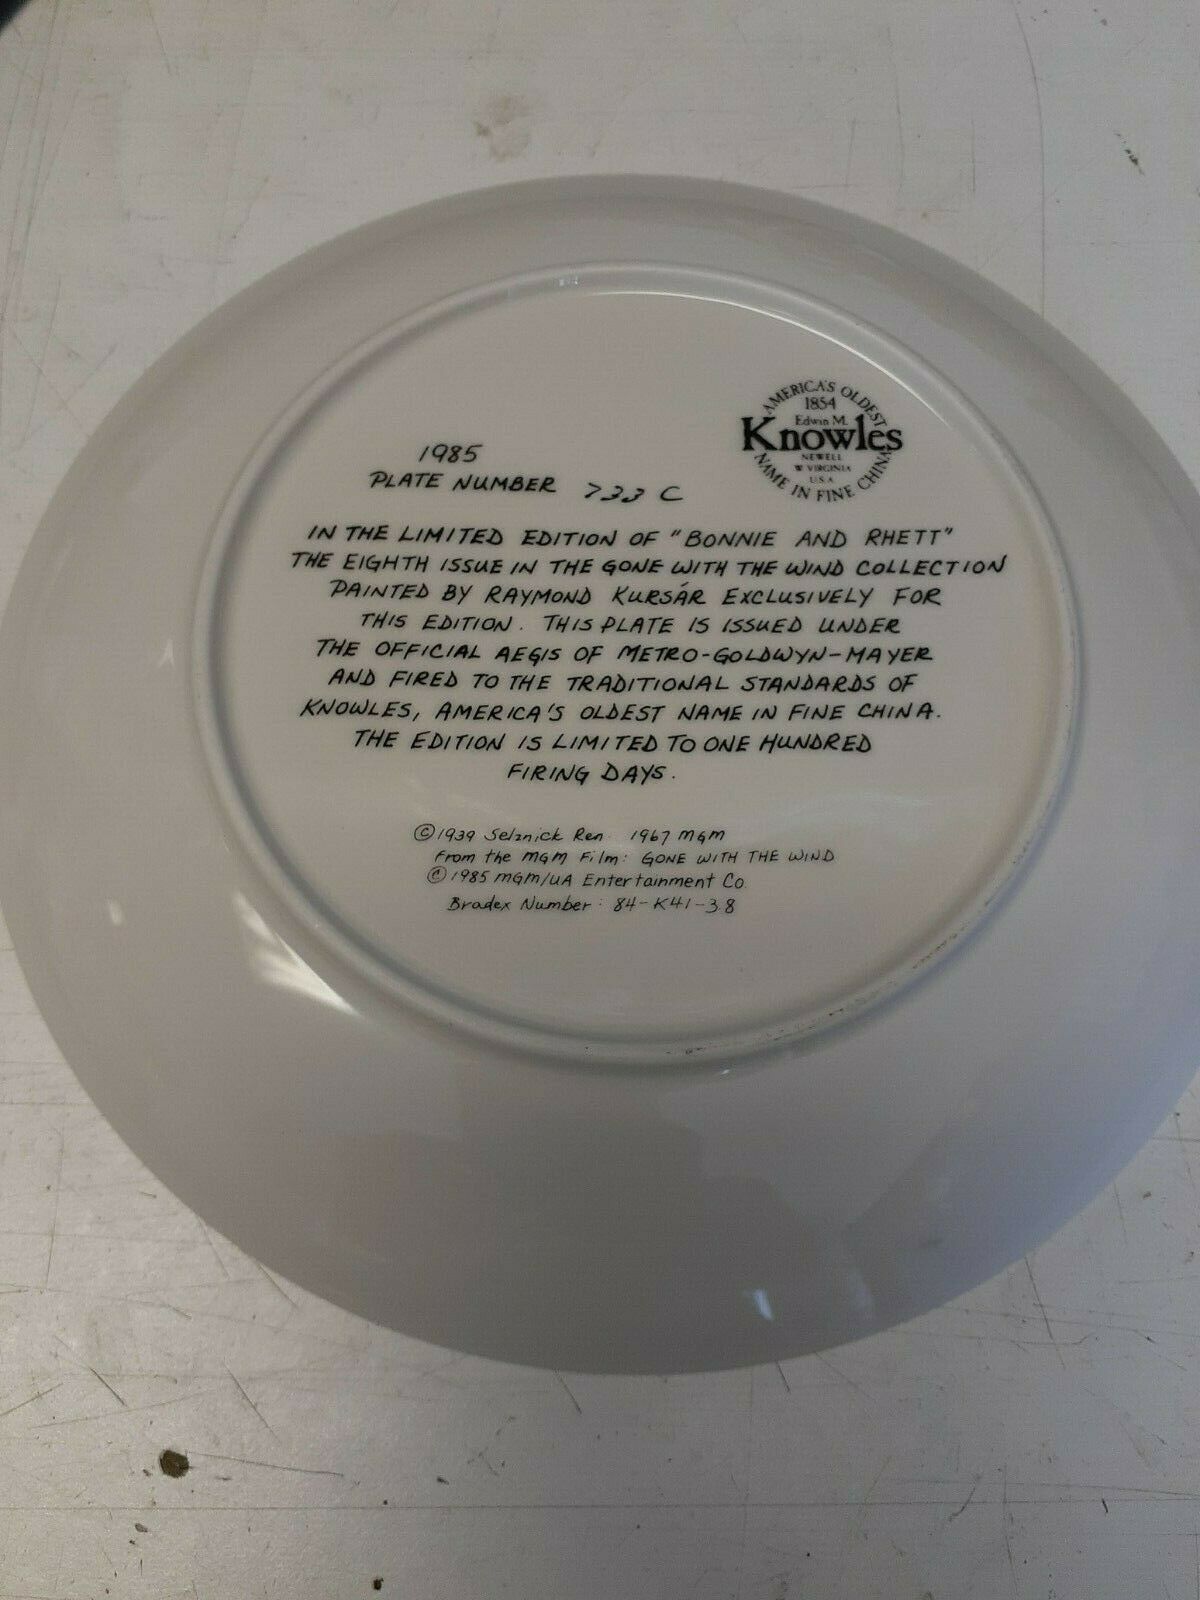 AMERICA'S OLDEST
1854
Edwin M.
Knowles
NEWELL
W VIRGINIA
U.S.A
NAME IN FINE CHINA
1985
PLATE NUMBER 733 C
IN THE LIMITED EDITION OF "BONNIE AND RHETT"
THE EIGHTH ISSUE IN THE GONE WITH THE WIND COLLECTION
PAINTED BY RAYMOND KURSÁR EXCLUSIVELY FOR
THIS EDITION. THIS PLATE IS ISSUED UNDER
THE OFFICIAL AEGIS OF METRO-GOLDWYN-MAYER
AND FIRED TO THE TRADITIONAL STANDARDS OF
KNOWLES, AMERICA'S OLDEST NAME IN FINE CHINA.
THE EDITION IS LIMITED TO ONE HUNDRED
FIRING DAYS.
©1939 Selznick Ren. 1967 MGM
From the MGM Film: GONE WITH THE WIND
©1985 MGM/UA Entertainment Co.
Bradex Number: 84-K41-3.8